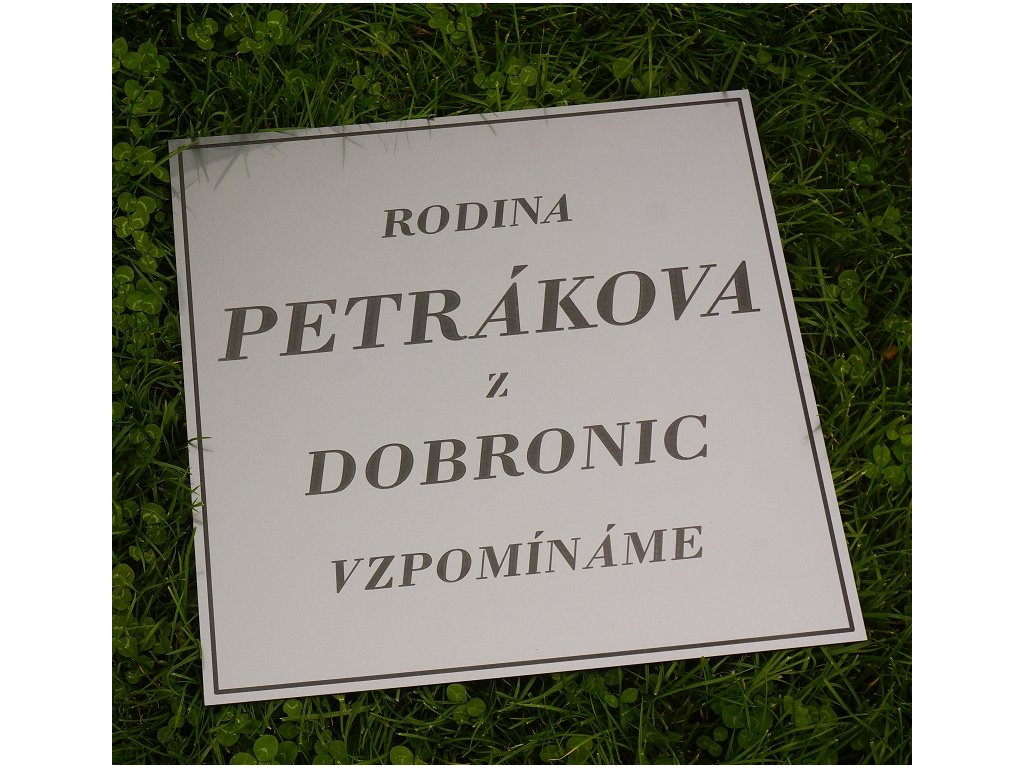 RODINA
PETRÁKOVA
Z
DOBRONIC
VZPOMÍNÁME